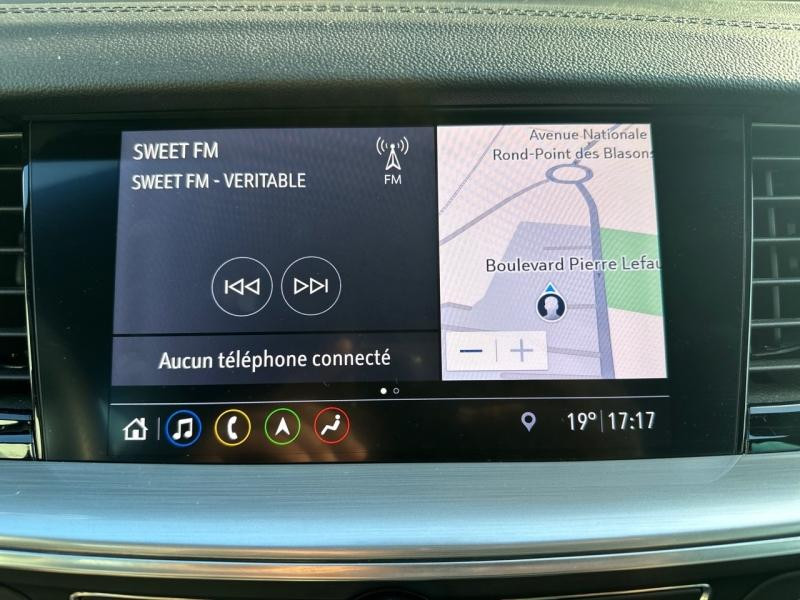 SWEET FM
SWEET FM - VERITABLE
FM
Aucun téléphone connecté
Avenue Nationale
Rond-Point des Blasons
Boulevard Pierre Lefau
19° 17:17